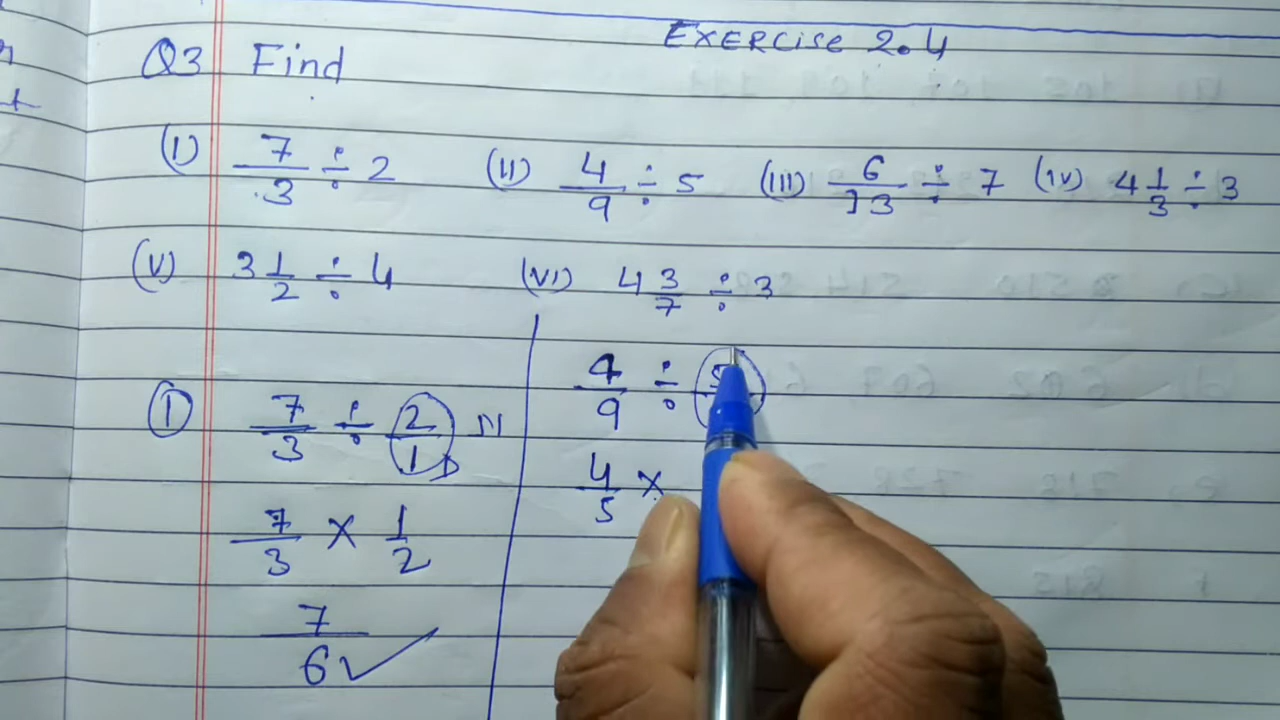 EXERCISE 2.4
Q3 Find
(I) 7/3 ÷ 2 (II) 4/9 ÷ 5 (III) 6/13 ÷ 7 (IV) 4 1/3 ÷ 3
(V) 3 1/2 ÷ 4 (VI) 4 3/7 ÷ 3
① 7/3 ÷ 2/1
7/3 × 1/2
7/6 ✓
4/9 ÷ 5
4/5 ×